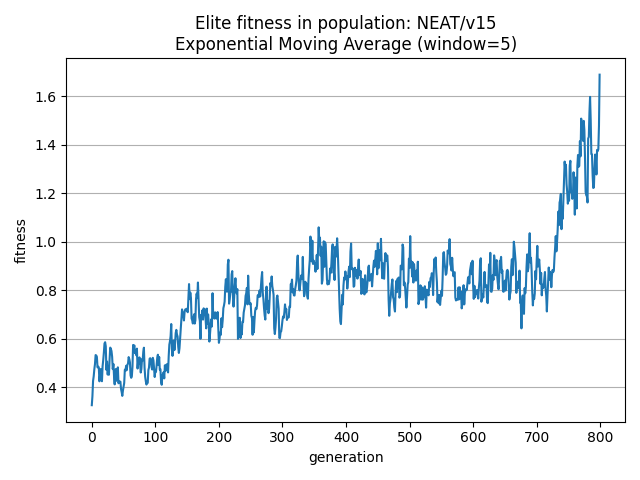 Elite fitness in population: NEAT/v15
Exponential Moving Average (window=5)
1.6
1.4
1.2
1.0
0.8
0.6
0.4
fitness
0 100 200 300 400 500 600 700 800
generation